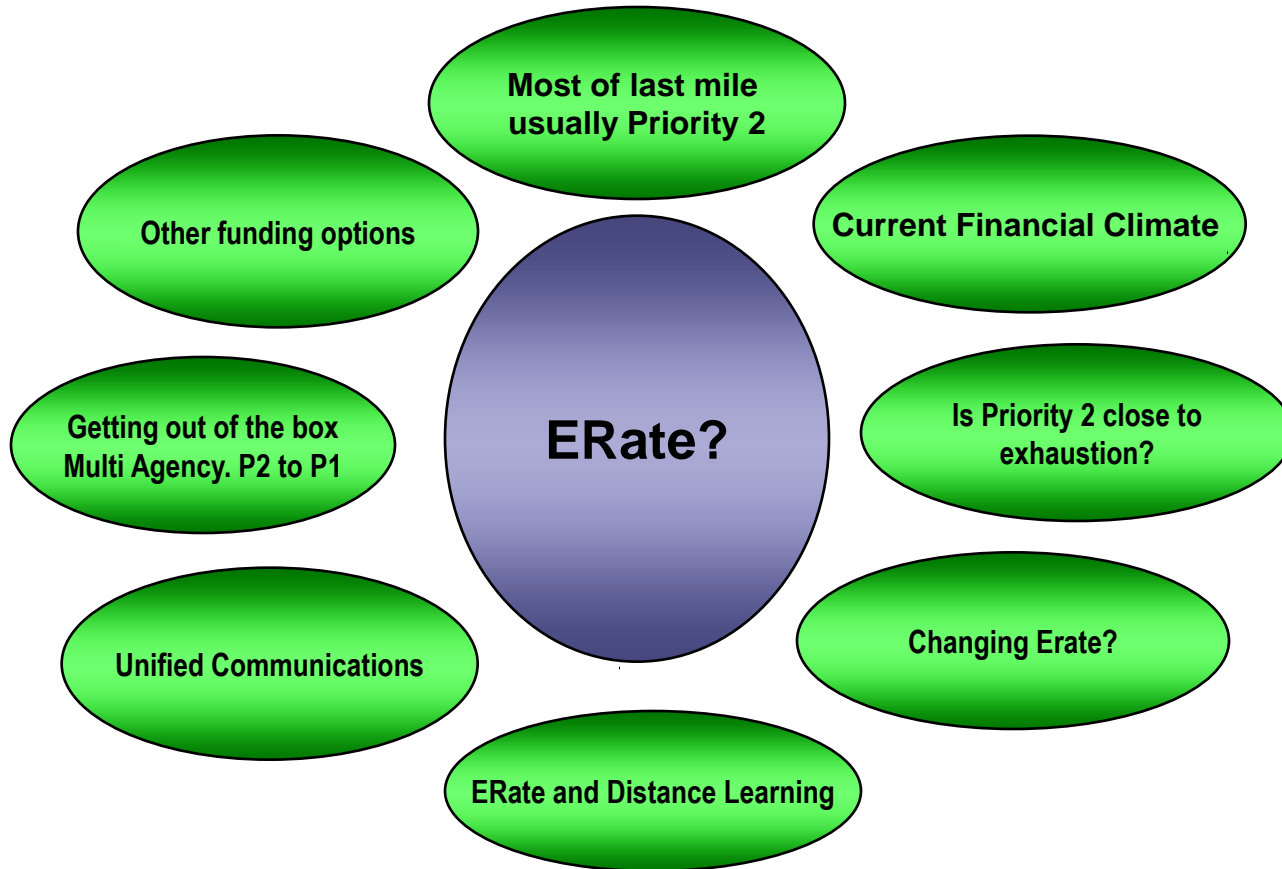 Most of last mile
usually Priority 2
Other funding options
Current Financial Climate
ERate?
Getting out of the box
Multi Agency. P2 to P1
Is Priority 2 close to
exhaustion?
Unified Communications
Changing Erate?
ERate and Distance Learning